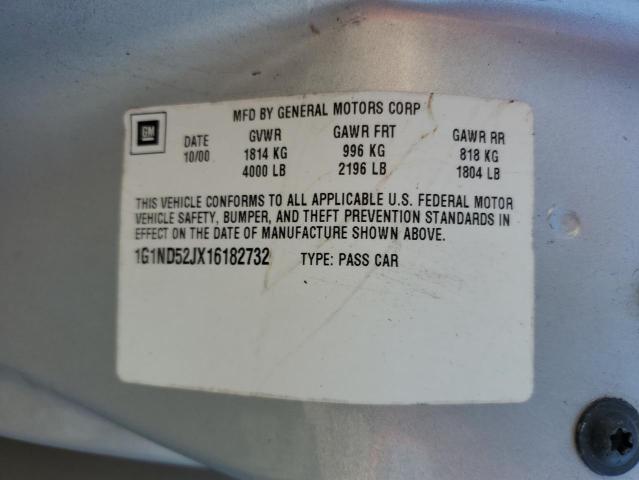 MFD BY GENERAL MOTORS CORP
GM
DATE GVWR GAWR FRT GAWR RR
10/00 1814 KG 996 KG 818 KG
4000 LB 2196 LB 1804 LB
THIS VEHICLE CONFORMS TO ALL APPLICABLE U.S. FEDERAL MOTOR
VEHICLE SAFETY, BUMPER, AND THEFT PREVENTION STANDARDS IN
EFFECT ON THE DATE OF MANUFACTURE SHOWN ABOVE.
1G1ND52JX16182732 TYPE: PASS CAR